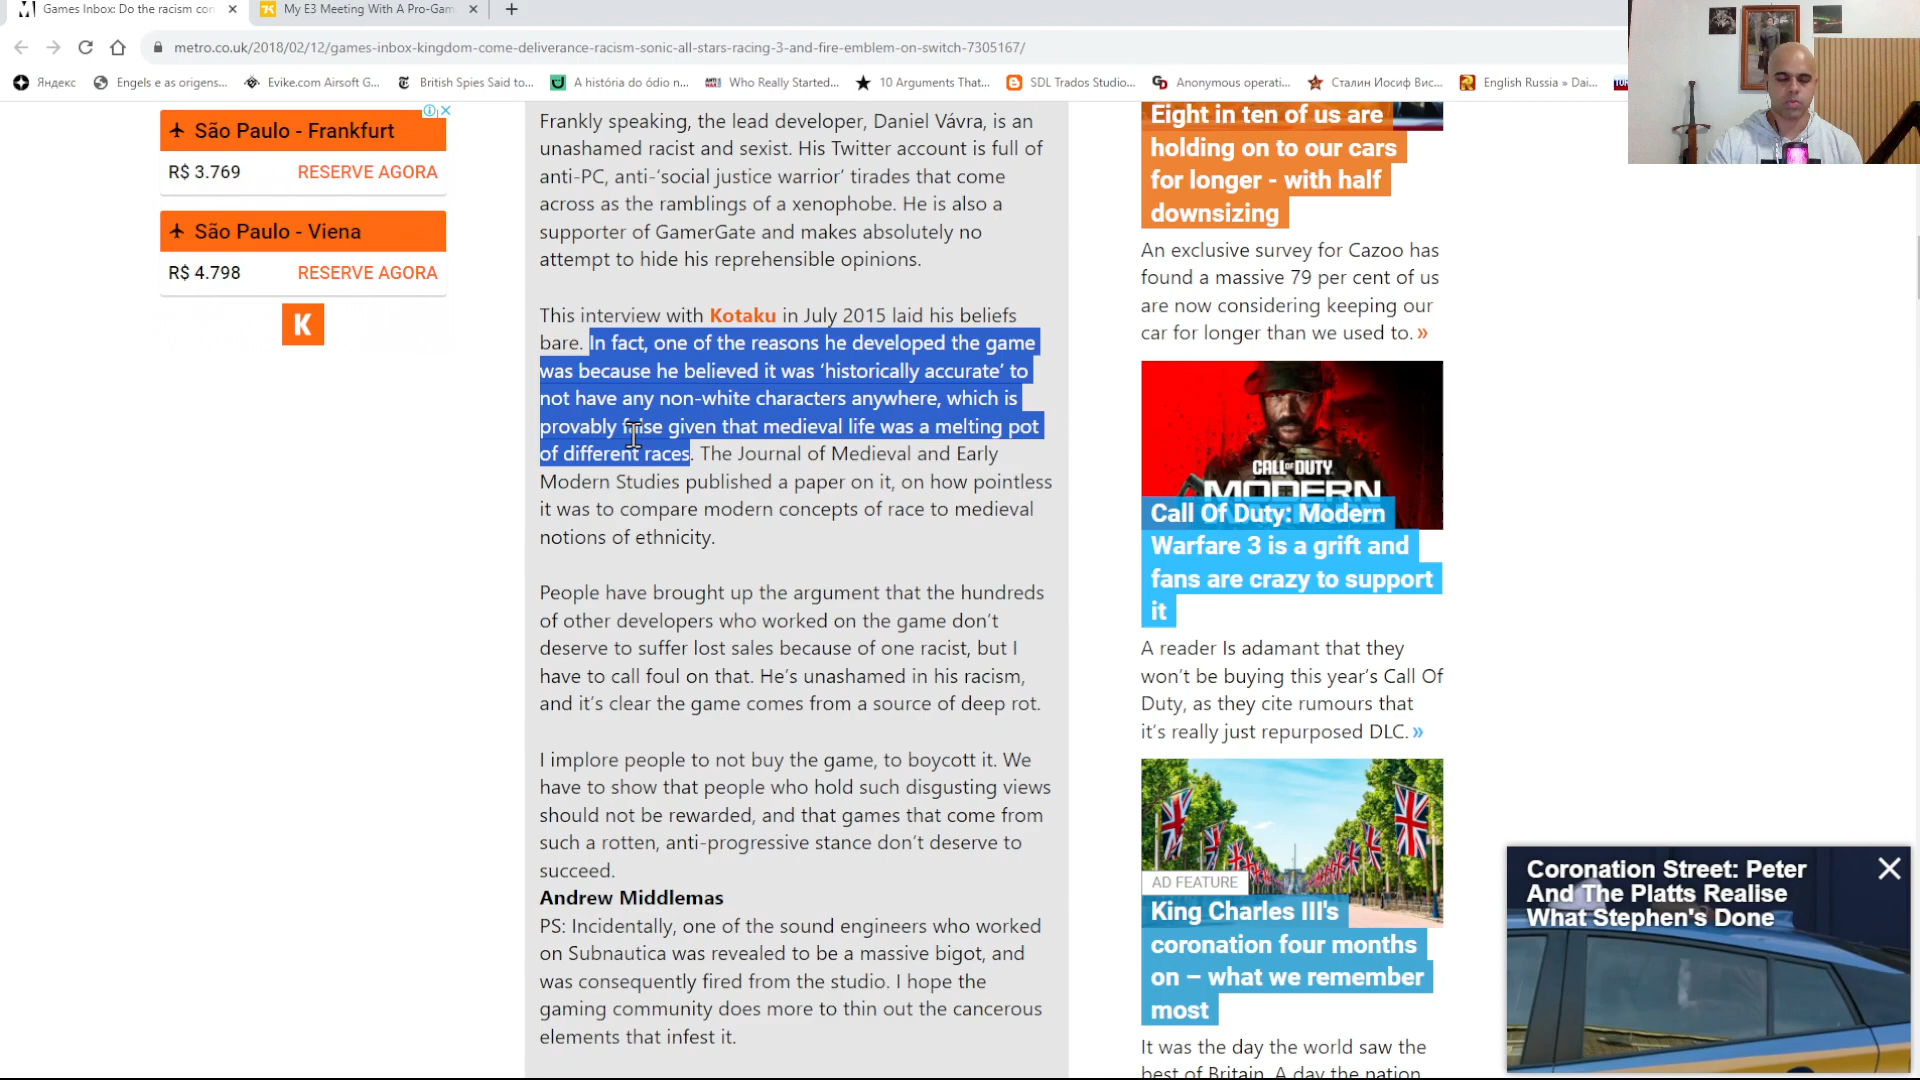 Games Inbox: Do the racism con
My E3 Meeting With A Pro-Gam
metro.co.uk/2018/02/12/games-inbox-kingdom-come-deliverance-racism-sonic-all-stars-racing-3-and-fire-emblem-on-switch-7305167/
Яндекс
Engels e as origens...
Evike.com Airsoft G...
British Spies Said to...
A história do ódio n...
Who Really Started...
10 Arguments That...
SDL Trados Studio...
Anonymous operati...
Сталин Иосиф Вис...
English Russia » Dai...
São Paulo - Frankfurt
R$ 3.769 RESERVE AGORA
São Paulo - Viena
R$ 4.798 RESERVE AGORA
K
Frankly speaking, the lead developer, Daniel Vávra, is an
unashamed racist and sexist. His Twitter account is full of
anti-PC, anti-‘social justice warrior’ tirades that come
across as the ramblings of a xenophobe. He is also a
supporter of GamerGate and makes absolutely no
attempt to hide his reprehensible opinions.
This interview with Kotaku in July 2015 laid his beliefs
bare. In fact, one of the reasons he developed the game
was because he believed it was ‘historically accurate’ to
not have any non-white characters anywhere, which is
provably false given that medieval life was a melting pot
of different races. The Journal of Medieval and Early
Modern Studies published a paper on it, on how pointless
it was to compare modern concepts of race to medieval
notions of ethnicity.
People have brought up the argument that the hundreds
of other developers who worked on the game don’t
deserve to suffer lost sales because of one racist, but I
have to call foul on that. He’s unashamed in his racism,
and it’s clear the game comes from a source of deep rot.
I implore people to not buy the game, to boycott it. We
have to show that people who hold such disgusting views
should not be rewarded, and that games that come from
such a rotten, anti-progressive stance don’t deserve to
succeed.
Andrew Middlemas
PS: Incidentally, one of the sound engineers who worked
on Subnautica was revealed to be a massive bigot, and
was consequently fired from the studio. I hope the
gaming community does more to thin out the cancerous
elements that infest it.
Eight in ten of us are
holding on to our cars
for longer - with half
downsizing
An exclusive survey for Cazoo has
found a massive 79 per cent of us
are now considering keeping our
car for longer than we used to. »
CALL OF DUTY
MODERN
Call Of Duty: Modern
Warfare 3 is a grift and
fans are crazy to support
it
A reader Is adamant that they
won’t be buying this year’s Call Of
Duty, as they cite rumours that
it’s really just repurposed DLC. »
AD FEATURE
King Charles III's
coronation four months
on – what we remember
most
It was the day the world saw the
best of Britain. A day the nation
Coronation Street: Peter
And The Platts Realise
What Stephen's Done